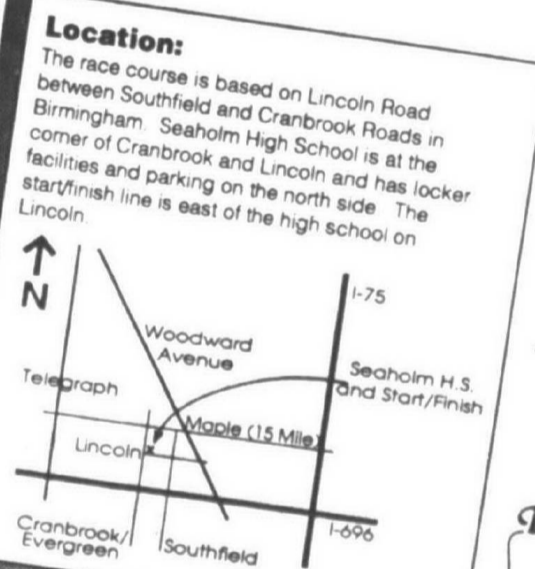 Location:
The race course is based on Lincoln Road
between Southfield and Cranbrook Roads in
Birmingham. Seaholm High School is at the
corner of Cranbrook and Lincoln and has locker
facilities and parking on the north side. The
start/finish line is east of the high school on
Lincoln.
N
I-75
Woodward
Avenue
Telegraph
Seaholm H.S.
and Start/Finish
Maple (15 Mile)
Lincoln
x
I-696
Cranbrook/
Evergreen
Southfield